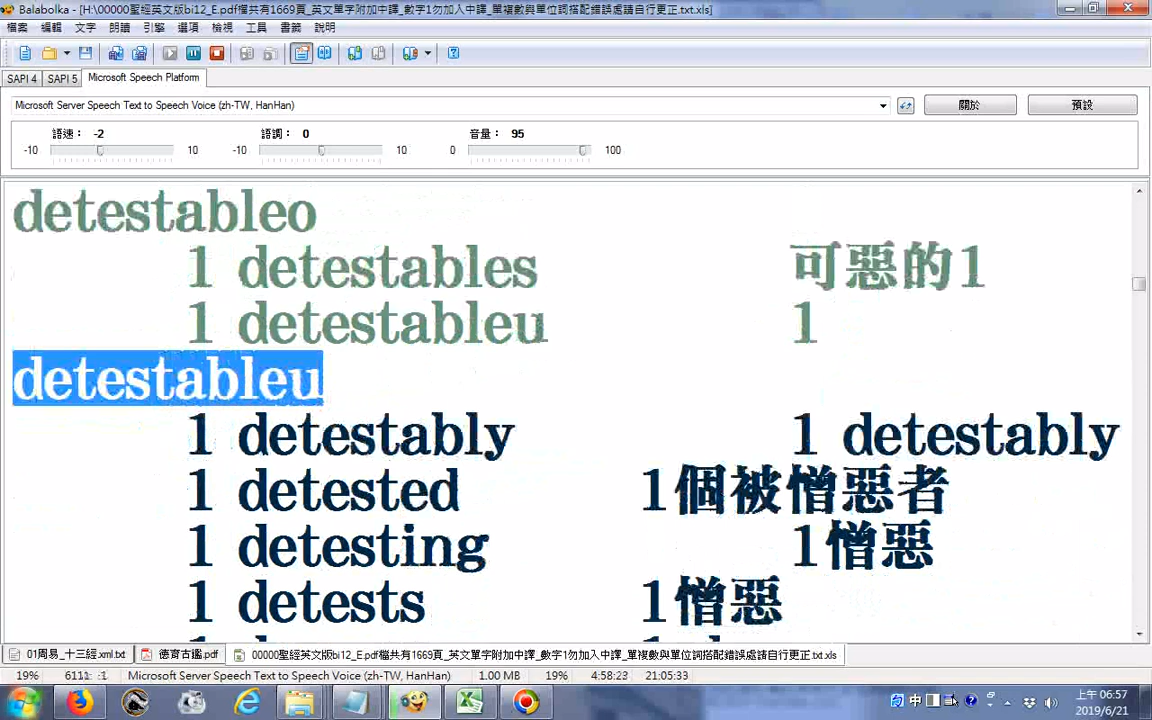 Balabolka - [H:\00000聖經英文版bi12_E.pdf檔共有1669頁_英文單字附加中譯_數字1勿加入中譯_單複數與單位詞搭配錯誤處請自行更正.txt.xls]
檔案 編輯 文字 朗讀 引擎 選項 檢視 工具 書籤 說明
SAPI 4 SAPI 5 Microsoft Speech Platform
Microsoft Server Speech Text to Speech Voice (zh-TW, HanHan) 關於 預設
語速： -2 語調： 0 音量： 95
-10 10 -10 10 0 100
detestableo
1 detestables 可惡的1
1 detestableu 1
detestableu
1 detestably 1 detestably
1 detested 1個被憎惡者
1 detesting 1憎惡
1 detests 1憎惡
01周易_十三經.xml.txt 德育古鑑.pdf 00000聖經英文版bi12_E.pdf檔共有1669頁_英文單字附加中譯_數字1勿加入中譯_單複數與單位詞搭配錯誤處請自行更正.txt.xls
19% 6111: :1 Microsoft Server Speech Text to Speech Voice (zh-TW, HanHan) 1.00 MB 19% 4:58:23 21:05:33
中 上午 06:57
2019/6/21